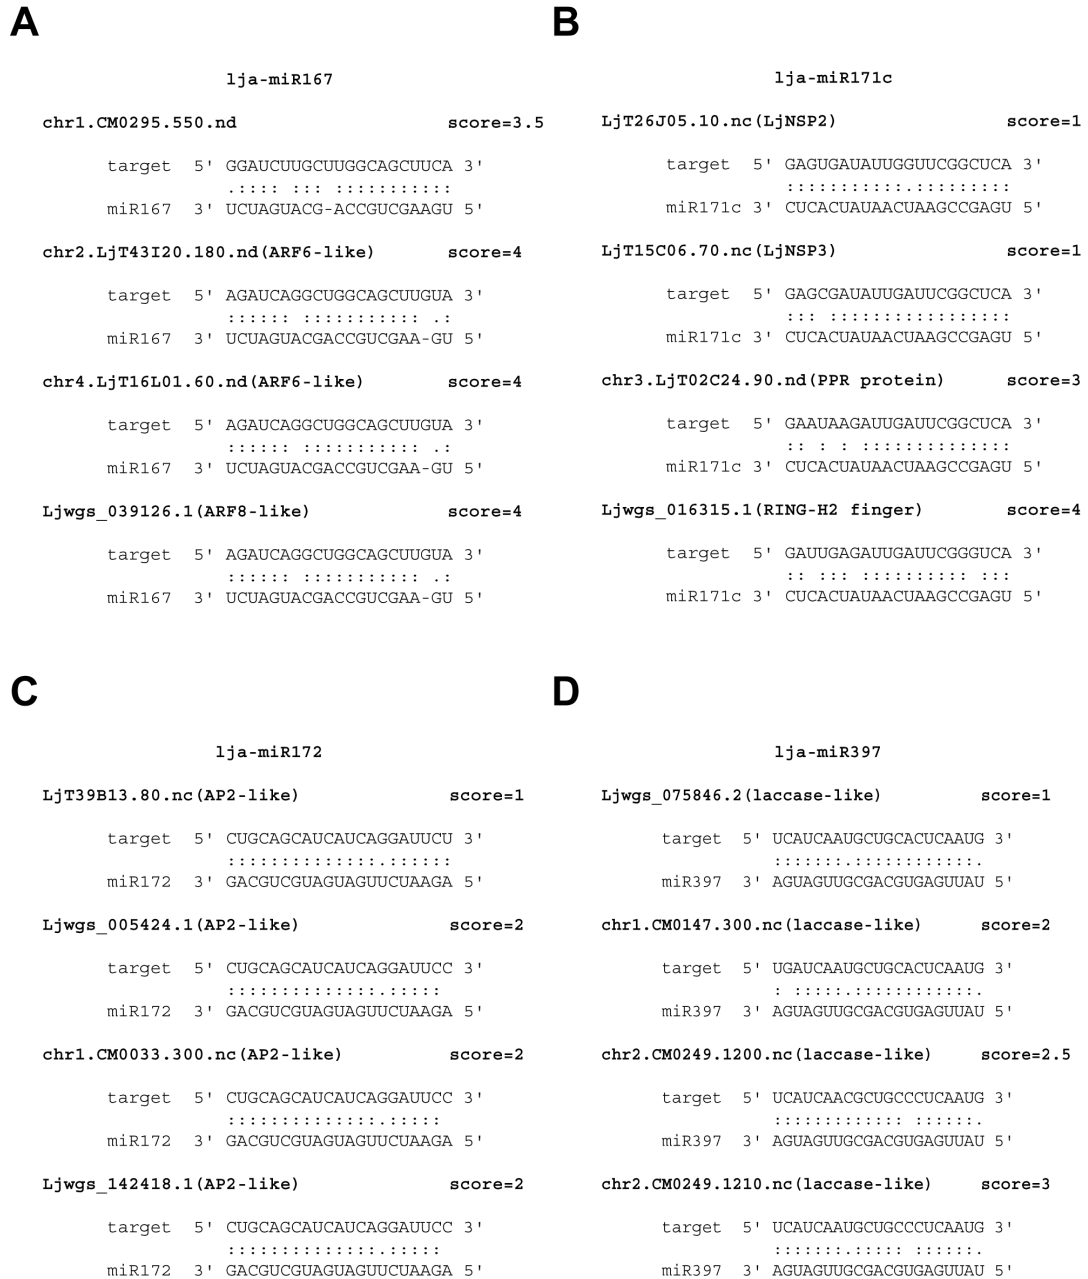 A
lja-miR167
chr1.CM0295.550.nd score=3.5
target 5' GGAUCUUGCUUGGCAGCUUCA 3'
.:::: ::: :::::::::::
miR167 3' UCUAGUACG-ACCGUCGAAGU 5'
chr2.LjT43I20.180.nd(ARF6-like) score=4
target 5' AGAUCAGGCUGGCAGCUUGUA 3'
:::::: ::::::::::: .:
miR167 3' UCUAGUACGACCGUCGAA-GU 5'
chr4.LjT16L01.60.nd(ARF6-like) score=4
target 5' AGAUCAGGCUGGCAGCUUGUA 3'
:::::: ::::::::::: .:
miR167 3' UCUAGUACGACCGUCGAA-GU 5'
Ljwgs_039126.1(ARF8-like) score=4
target 5' AGAUCAGGCUGGCAGCUUGUA 3'
:::::: ::::::::::: .:
miR167 3' UCUAGUACGACCGUCGAA-GU 5'
B
lja-miR171c
LjT26J05.10.nc(LjNSP2) score=1
target 5' GAGUGAUAUUGGUUCGGCUCA 3'
:::::::::::.:::::::::
miR171c 3' CUCACUAUAACUAAGCCGAGU 5'
LjT15C06.70.nc(LjNSP3) score=1
target 5' GAGCGAUAUUGAUUCGGCUCA 3'
::: :::::::::::::::::
miR171c 3' CUCACUAUAACUAAGCCGAGU 5'
chr3.LjT02C24.90.nd(PPR protein) score=3
target 5' GAAUAAGAUUGAUUCGGCUCA 3'
:: : : ::::::::::::::
miR171c 3' CUCACUAUAACUAAGCCGAGU 5'
Ljwgs_016315.1(RING-H2 finger) score=4
target 5' GAUUGAGAUUGAUUCGGGUCA 3'
:: ::: :::::::::: :::
miR171c 3' CUCACUAUAACUAAGCCGAGU 5'
C
lja-miR172
LjT39B13.80.nc(AP2-like) score=1
target 5' CUGCAGCAUCAUCAGGAUUCU 3'
::::::::::::::.::::::
miR172 3' GACGUCGUAGUAGUUCUAAGA 5'
Ljwgs_005424.1(AP2-like) score=2
target 5' CUGCAGCAUCAUCAGGAUUCC 3'
::::::::::::::.:::::
miR172 3' GACGUCGUAGUAGUUCUAAGA 5'
chr1.CM0033.300.nc(AP2-like) score=2
target 5' CUGCAGCAUCAUCAGGAUUCC 3'
::::::::::::::.:::::
miR172 3' GACGUCGUAGUAGUUCUAAGA 5'
Ljwgs_142418.1(AP2-like) score=2
target 5' CUGCAGCAUCAUCAGGAUUCC 3'
::::::::::::::.:::::
miR172 3' GACGUCGUAGUAGUUCUAAGA 5'
D
lja-miR397
Ljwgs_075846.2(laccase-like) score=1
target 5' UCAUCAAUGCUGCACUCAAUG 3'
:::::::.::::::::::::.
miR397 3' AGUAGUUGCGACGUGAGUUAU 5'
chr1.CM0147.300.nc(laccase-like) score=2
target 5' UGAUCAAUGCUGCACUCAAUG 3'
: :::::.::::::::::::.
miR397 3' AGUAGUUGCGACGUGAGUUAU 5'
chr2.CM0249.1200.nc(laccase-like) score=2.5
target 5' UCAUCAACGCUGCCCUCAAUG 3'
::::::::::::: ::::::.
miR397 3' AGUAGUUGCGACGUGAGUUAU 5'
chr2.CM0249.1210.nc(laccase-like) score=3
target 5' UCAUCAAUGCUGCCCUCAAUG 3'
:::::::.::::: ::::::.
miR397 3' AGUAGUUGCGACGUGAGUUAU 5'